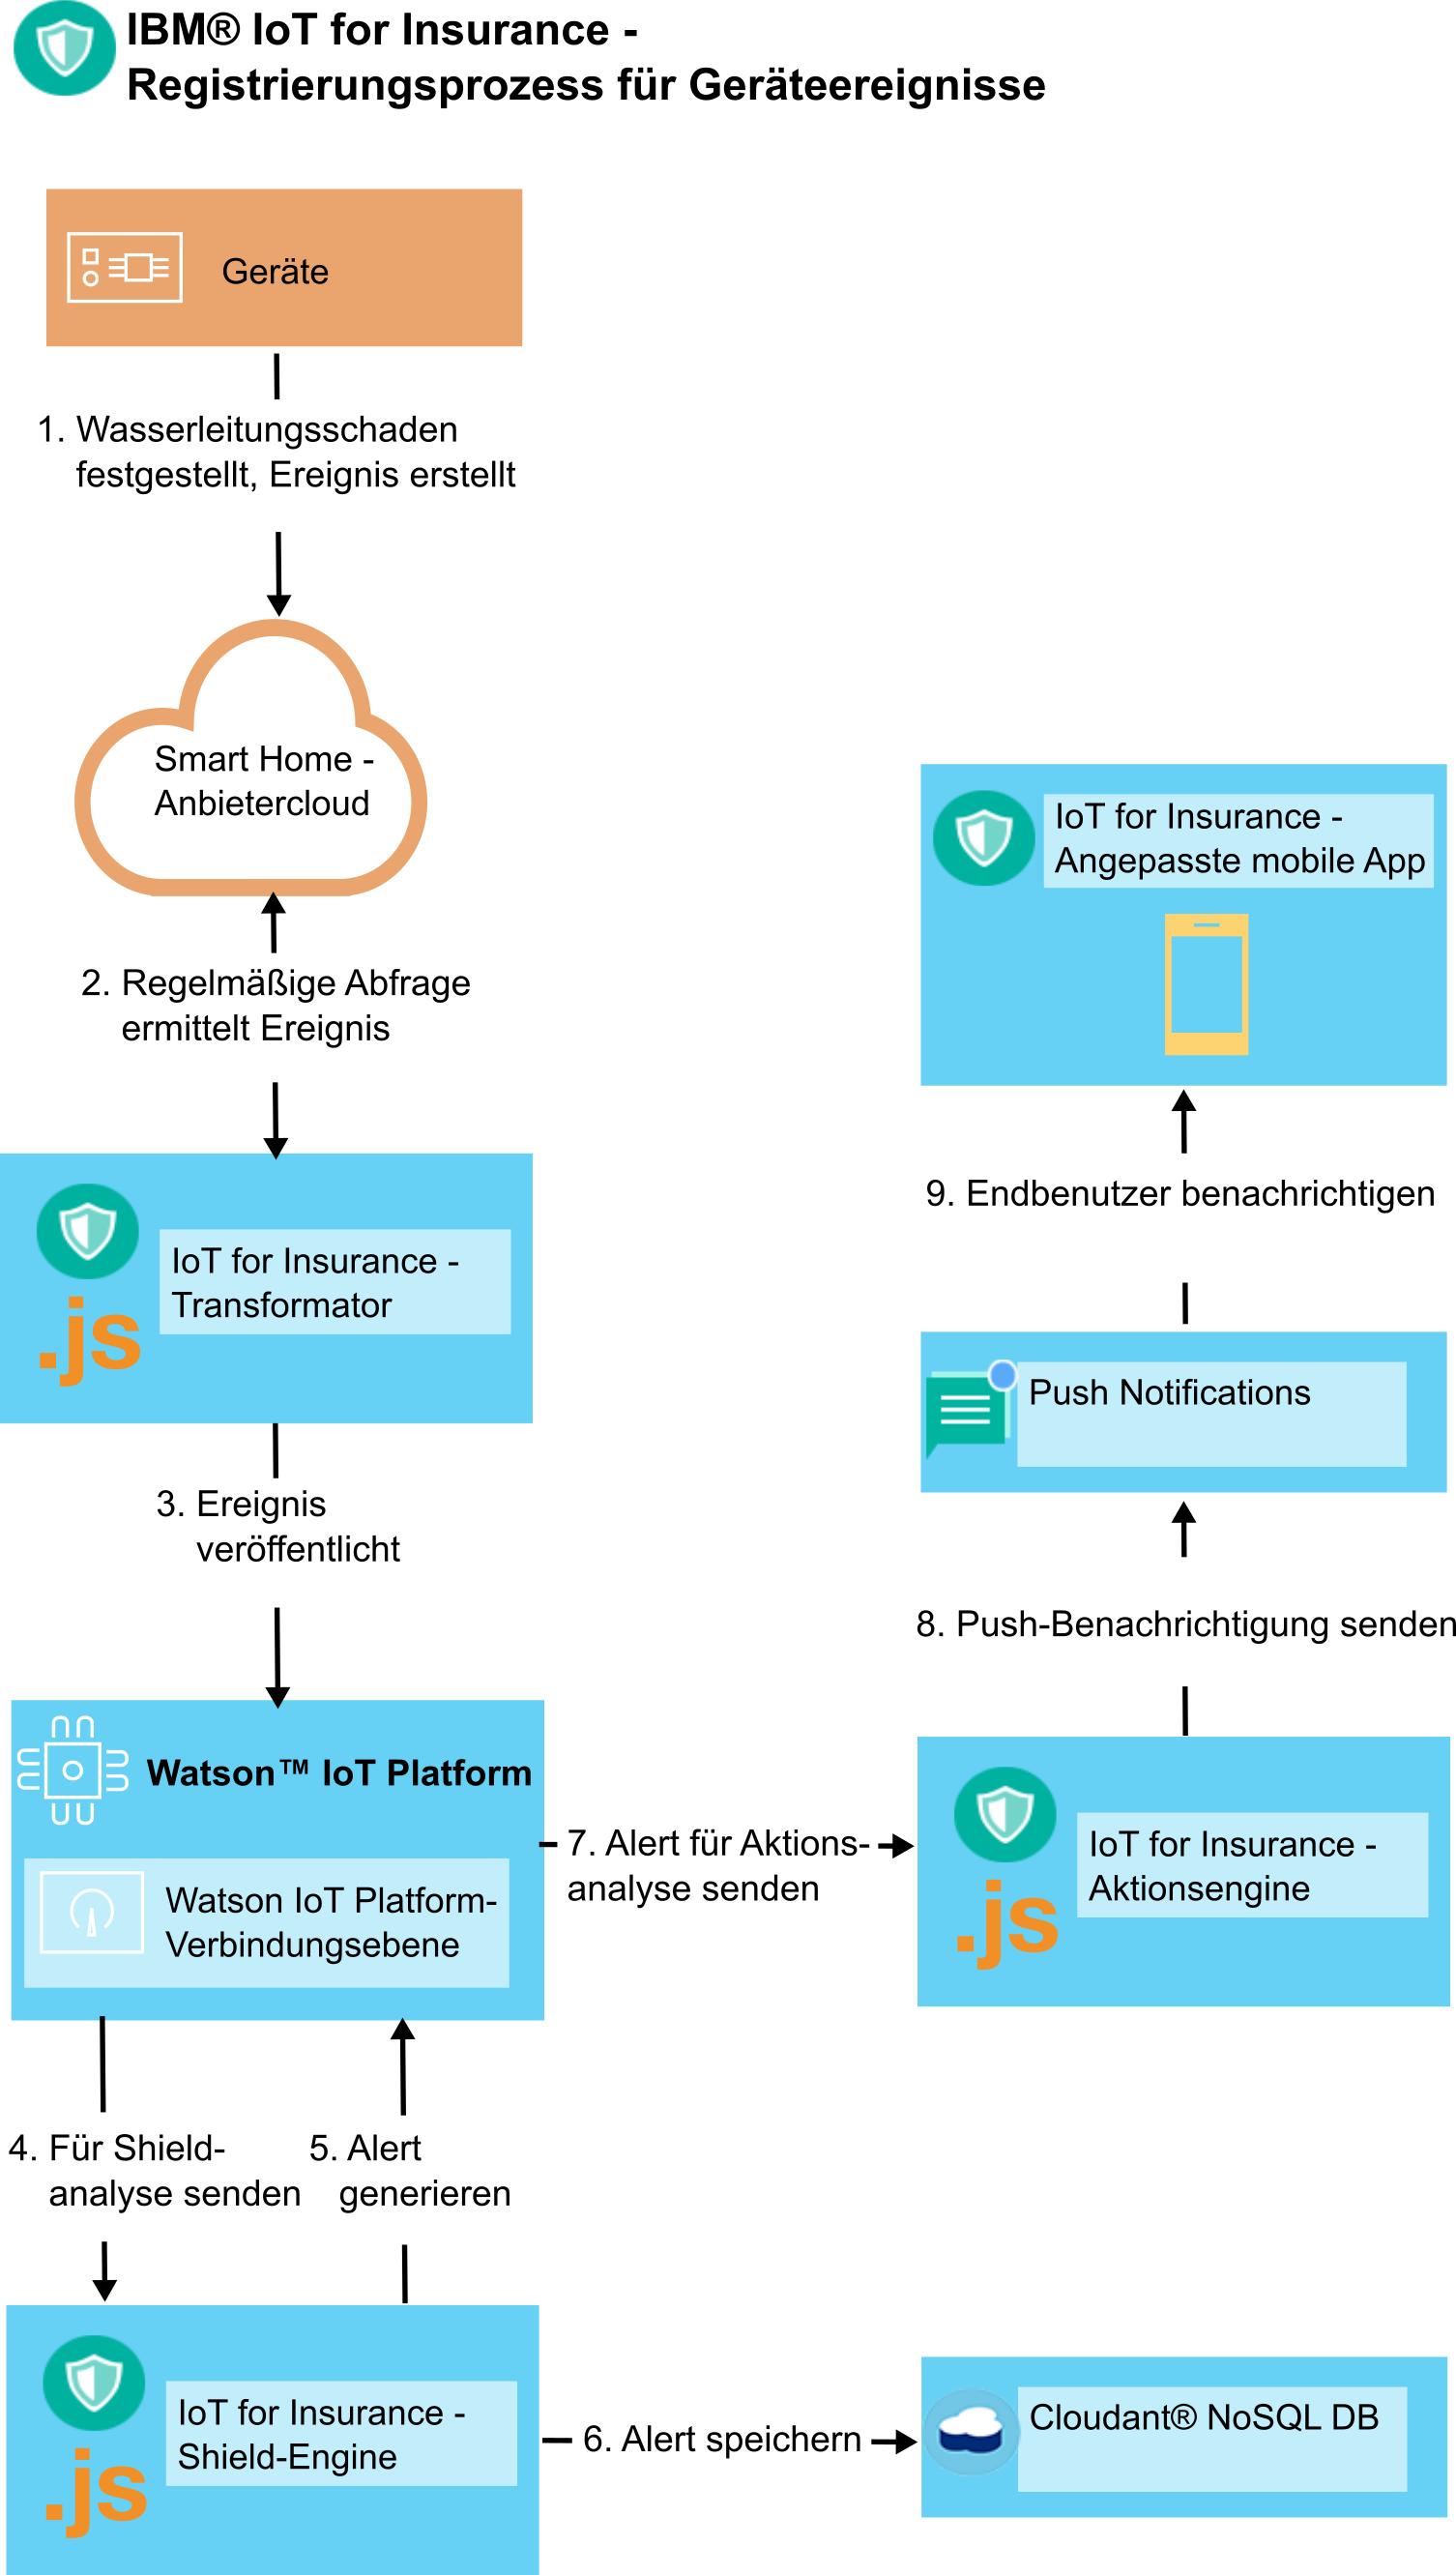 IBM® IoT for Insurance -
Registrierungsprozess für Geräteereignisse
Geräte
1. Wasserleitungsschaden
festgestellt, Ereignis erstellt
Smart Home -
Anbietercloud
2. Regelmäßige Abfrage
ermittelt Ereignis
IoT for Insurance -
Transformator
.js
3. Ereignis
veröffentlicht
Watson™ IoT Platform
Watson IoT Platform-
Verbindungsebene
4. Für Shield-
analyse senden
5. Alert
generieren
IoT for Insurance -
Shield-Engine
.js
6. Alert speichern
Cloudant® NoSQL DB
7. Alert für Aktions-
analyse senden
IoT for Insurance -
Aktionsengine
.js
8. Push-Benachrichtigung senden
Push Notifications
9. Endbenutzer benachrichtigen
IoT for Insurance -
Angepasste mobile App